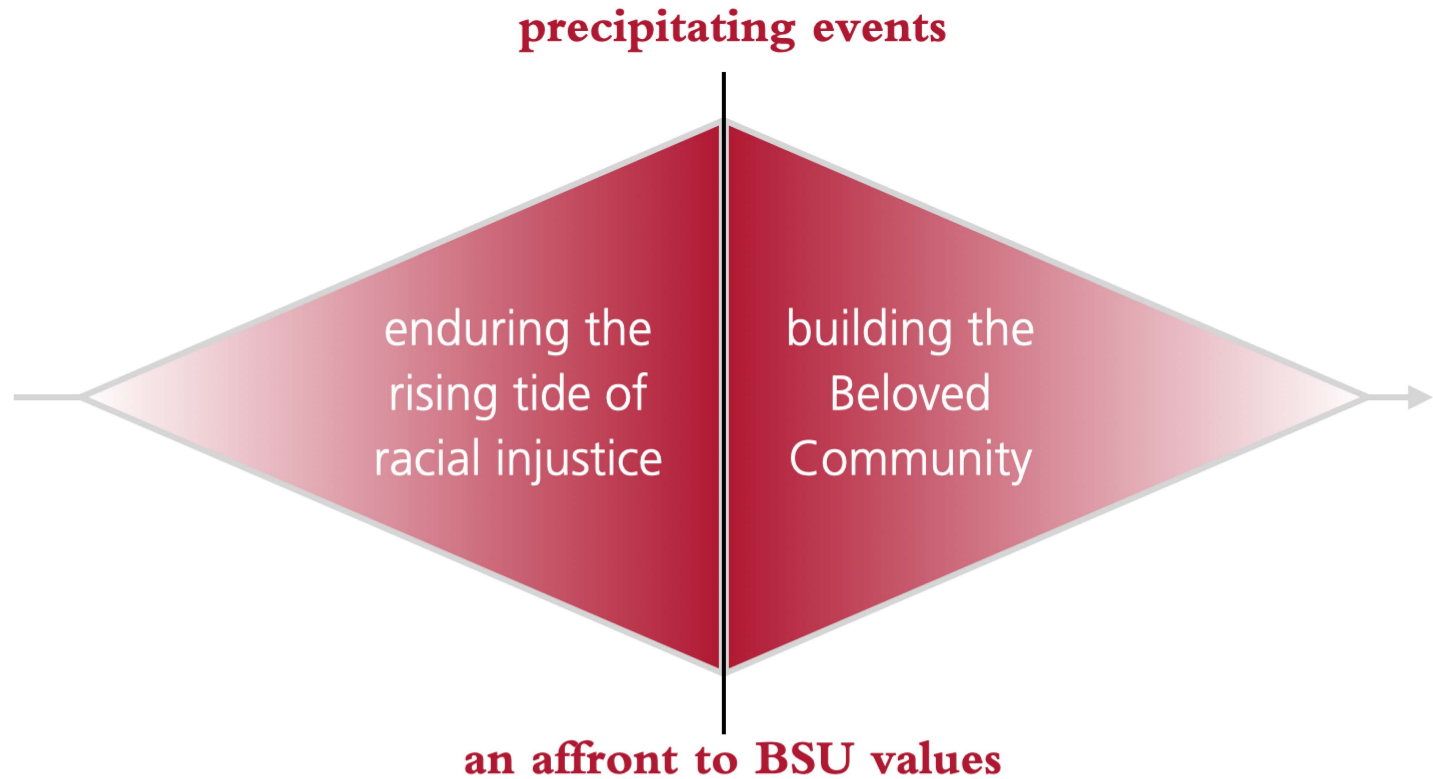 precipitating events
enduring the
rising tide of
racial injustice
building the
Beloved
Community
an affront to BSU values